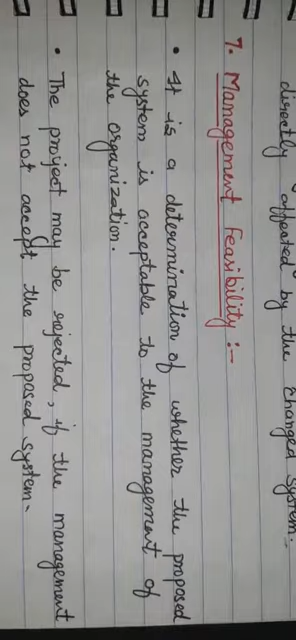 directly affected by the changed system.
7. Management Feasibility :-
• It is a determination of whether the proposed
system is acceptable to the management of
the organization.
• The project may be rejected, if the management
does not accept the proposed system.